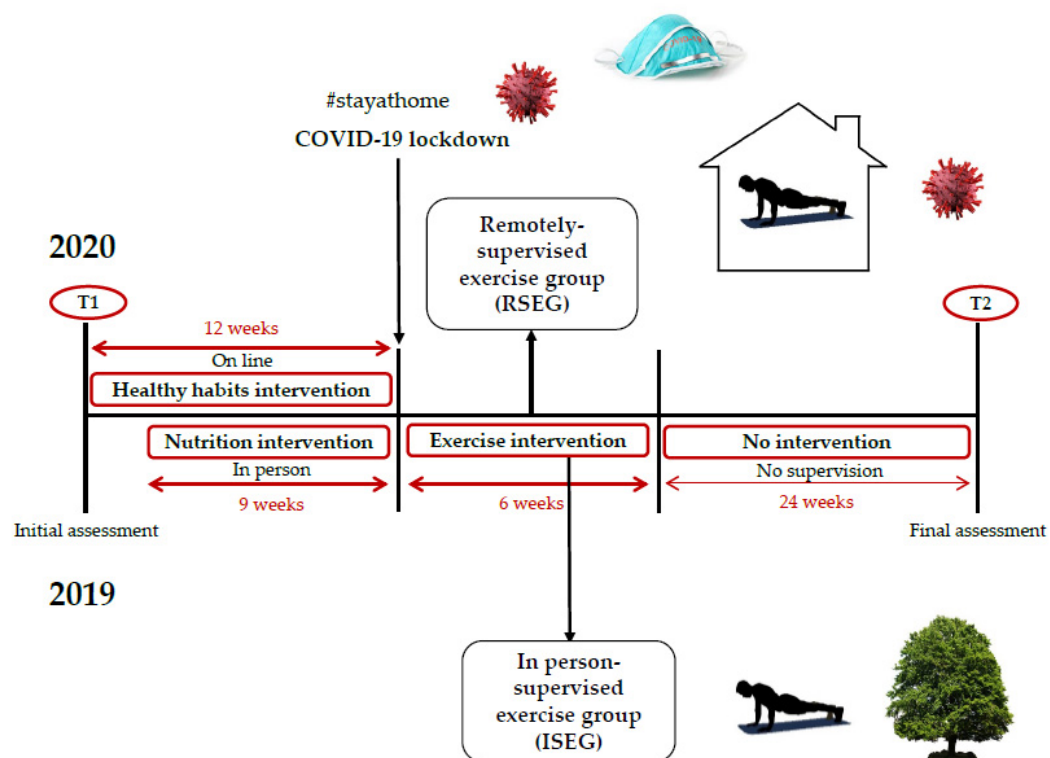 #stayathome
COVID-19 lockdown
Remotely-
supervised
exercise group
(RSEG)
2020
T1
T2
12 weeks
On line
Healthy habits intervention
Nutrition intervention
Exercise intervention
No intervention
In person
No supervision
9 weeks
6 weeks
24 weeks
Initial assessment
Final assessment
2019
In person-
supervised
exercise group
(ISEG)